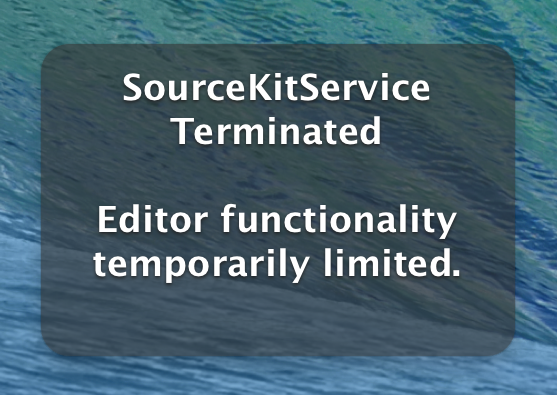 SourceKitService
Terminated
Editor functionality
temporarily limited.